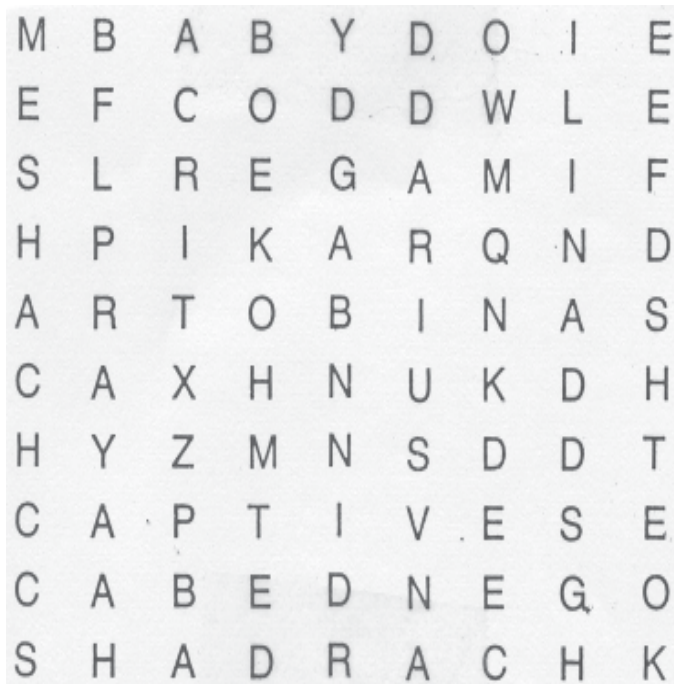 M B A B Y D O I E
E F C O D D W L E
S L R E G A M I F
H P I K A R Q N D
A R T O B I N A S
C A X H N U K D H
H Y Z M N S D D T
C A P T I V E S E
C A B E D N E G O
S H A D R A C H K